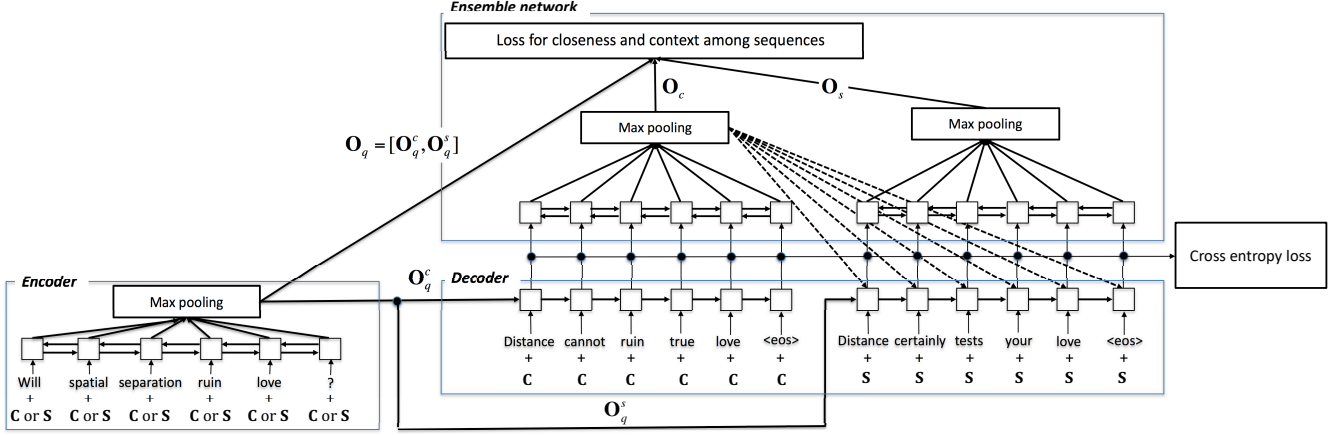 Ensemble network
Loss for closeness and context among sequences
O_c
O_s
Max pooling
Max pooling
O_q = [O_q^c, O_q^s]
Cross entropy loss
Encoder
Max pooling
O_q^c
Decoder
Will spatial separation ruin love ?
+ + + + + +
C or S C or S C or S C or S C or S C or S
Distance cannot ruin true love <eos>
+ + + + + +
C C C C C C
Distance certainly tests your love <eos>
+ + + + + +
S S S S S S
O_q^s